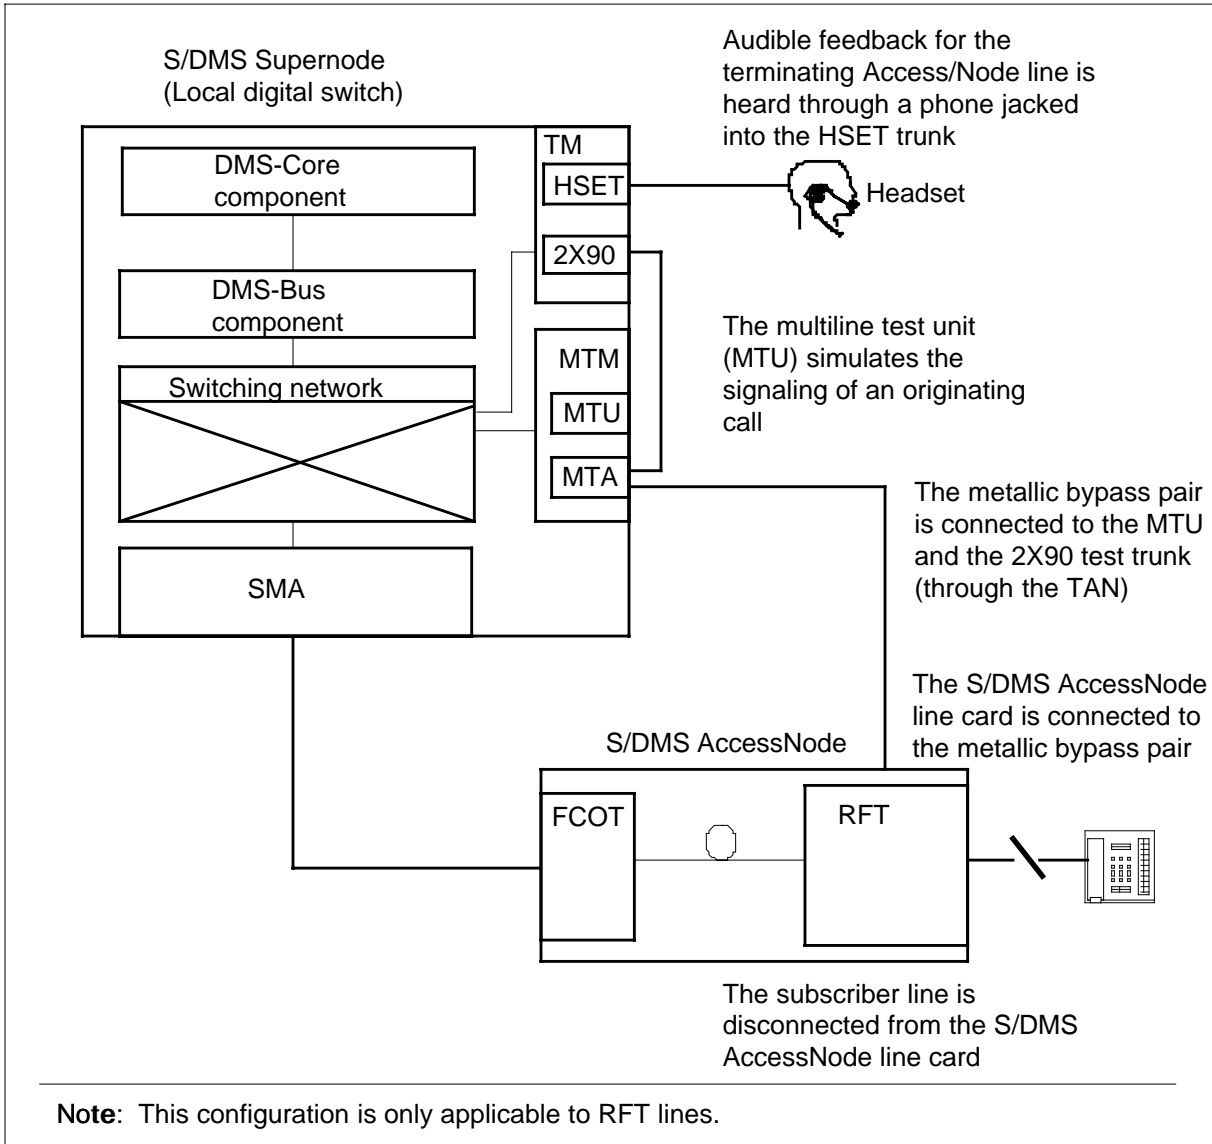 S/DMS Supernode
(Local digital switch)
Audible feedback for the
terminating Access/Node line is
heard through a phone jacked
into the HSET trunk
TM
DMS-Core
component
HSET
Headset
2X90
DMS-Bus
component
The multiline test unit
(MTU) simulates the
signaling of an originating
call
MTM
Switching network
MTU
MTA
The metallic bypass pair
is connected to the MTU
and the 2X90 test trunk
(through the TAN)
SMA
The S/DMS AccessNode
line card is connected to
the metallic bypass pair
S/DMS AccessNode
FCOT
RFT
The subscriber line is
disconnected from the S/DMS
AccessNode line card
Note:  This configuration is only applicable to RFT lines.